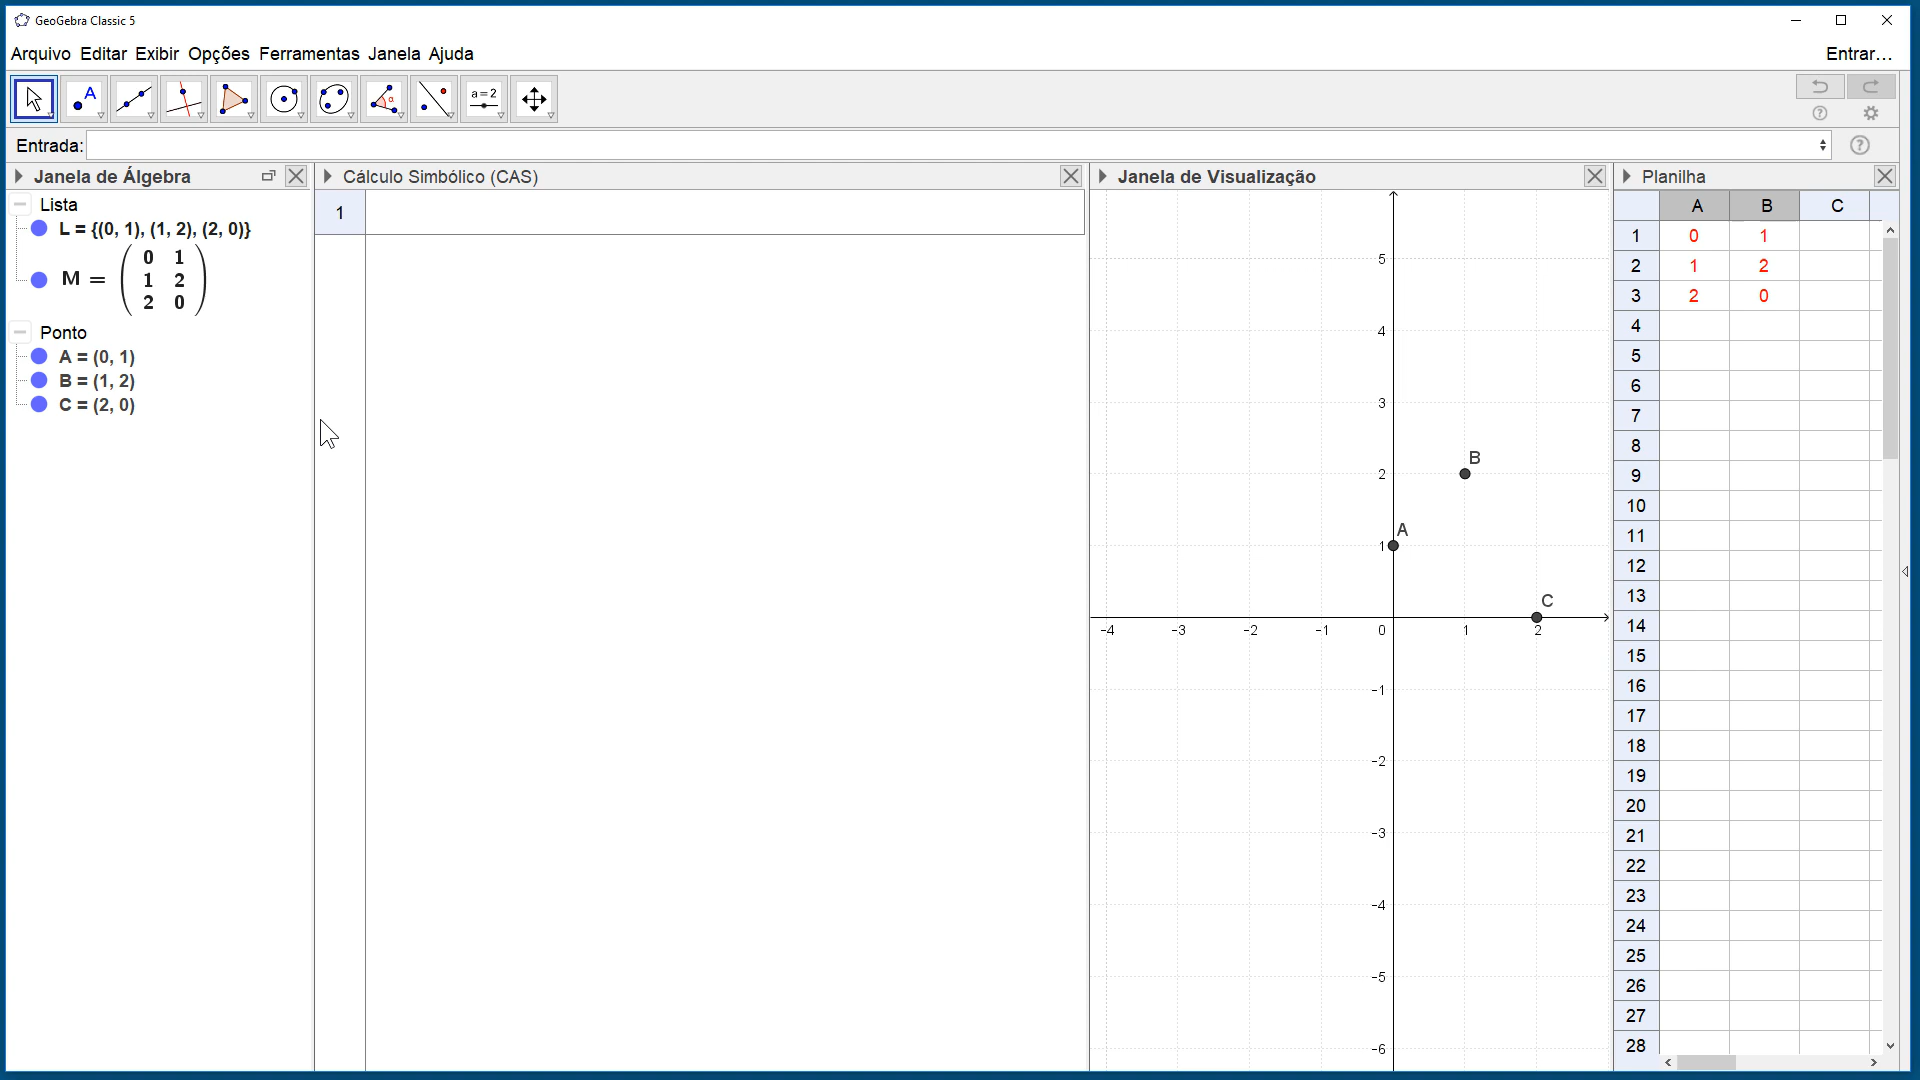 GeoGebra Classic 5
Arquivo Editar Exibir Opções Ferramentas Janela Ajuda
Entrar…
A
α
a=2
Entrada:
Janela de Álgebra
Lista
L = {(0, 1), (1, 2), (2, 0)}
0 1
M = 1 2
2 0
Ponto
A = (0, 1)
B = (1, 2)
C = (2, 0)
Cálculo Simbólico (CAS)
1
Janela de Visualização
5
4
3
2
1
0
-1
-2
-3
-4
-5
-6
-4 -3 -2 -1 1 2
A
B
C
Planilha
A B C
1 0 1
2 1 2
3 2 0
4
5
6
7
8
9
10
11
12
13
14
15
16
17
18
19
20
21
22
23
24
25
26
27
28